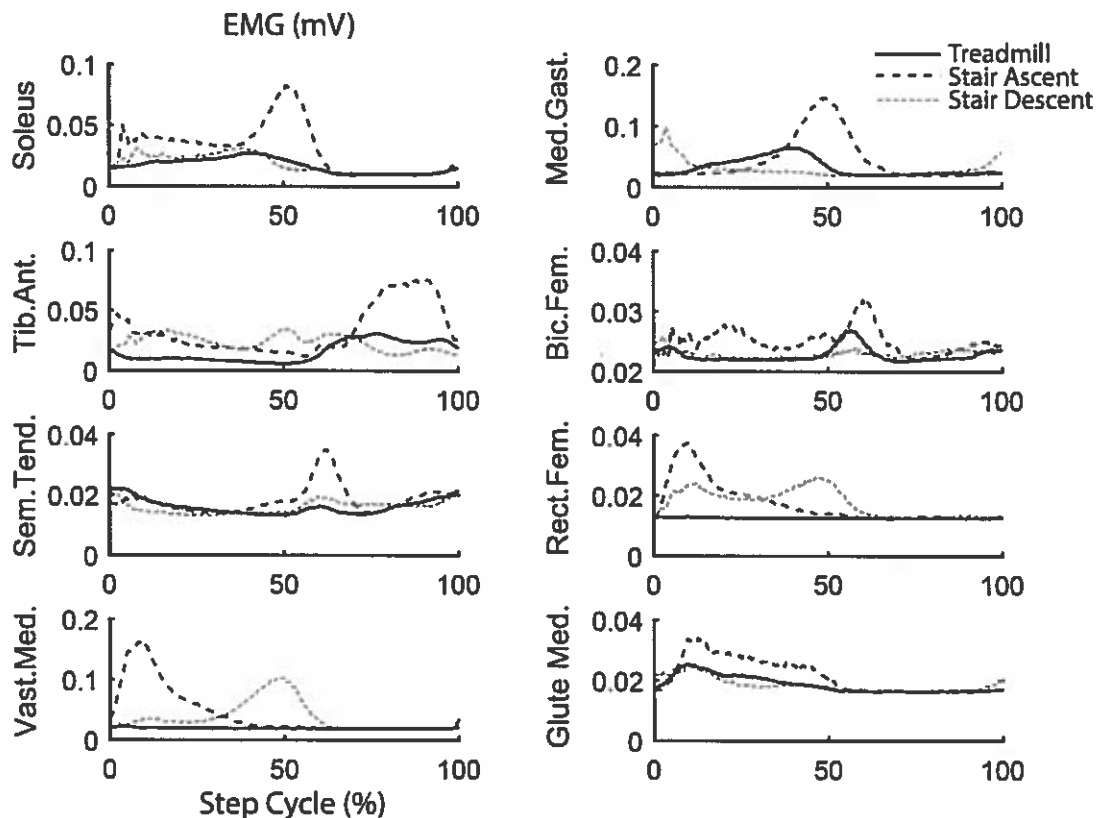 EMG (mV)
Treadmill
Stair Ascent
Stair Descent
Soleus
0.1
0.05
0
0 50 100
Med.Gast.
0.2
0.1
0
0 50 100
Tib.Ant.
0.1
0.05
0
0 50 100
Bic.Fem.
0.04
0.03
0.02
0 50 100
Sem.Tend.
0.04
0.02
0
0 50 100
Rect.Fem.
0.04
0.02
0
0 50 100
Vast.Med.
0.2
0.1
0
0 50 100
Glute Med.
0.04
0.02
0
0 50 100
Step Cycle (%)